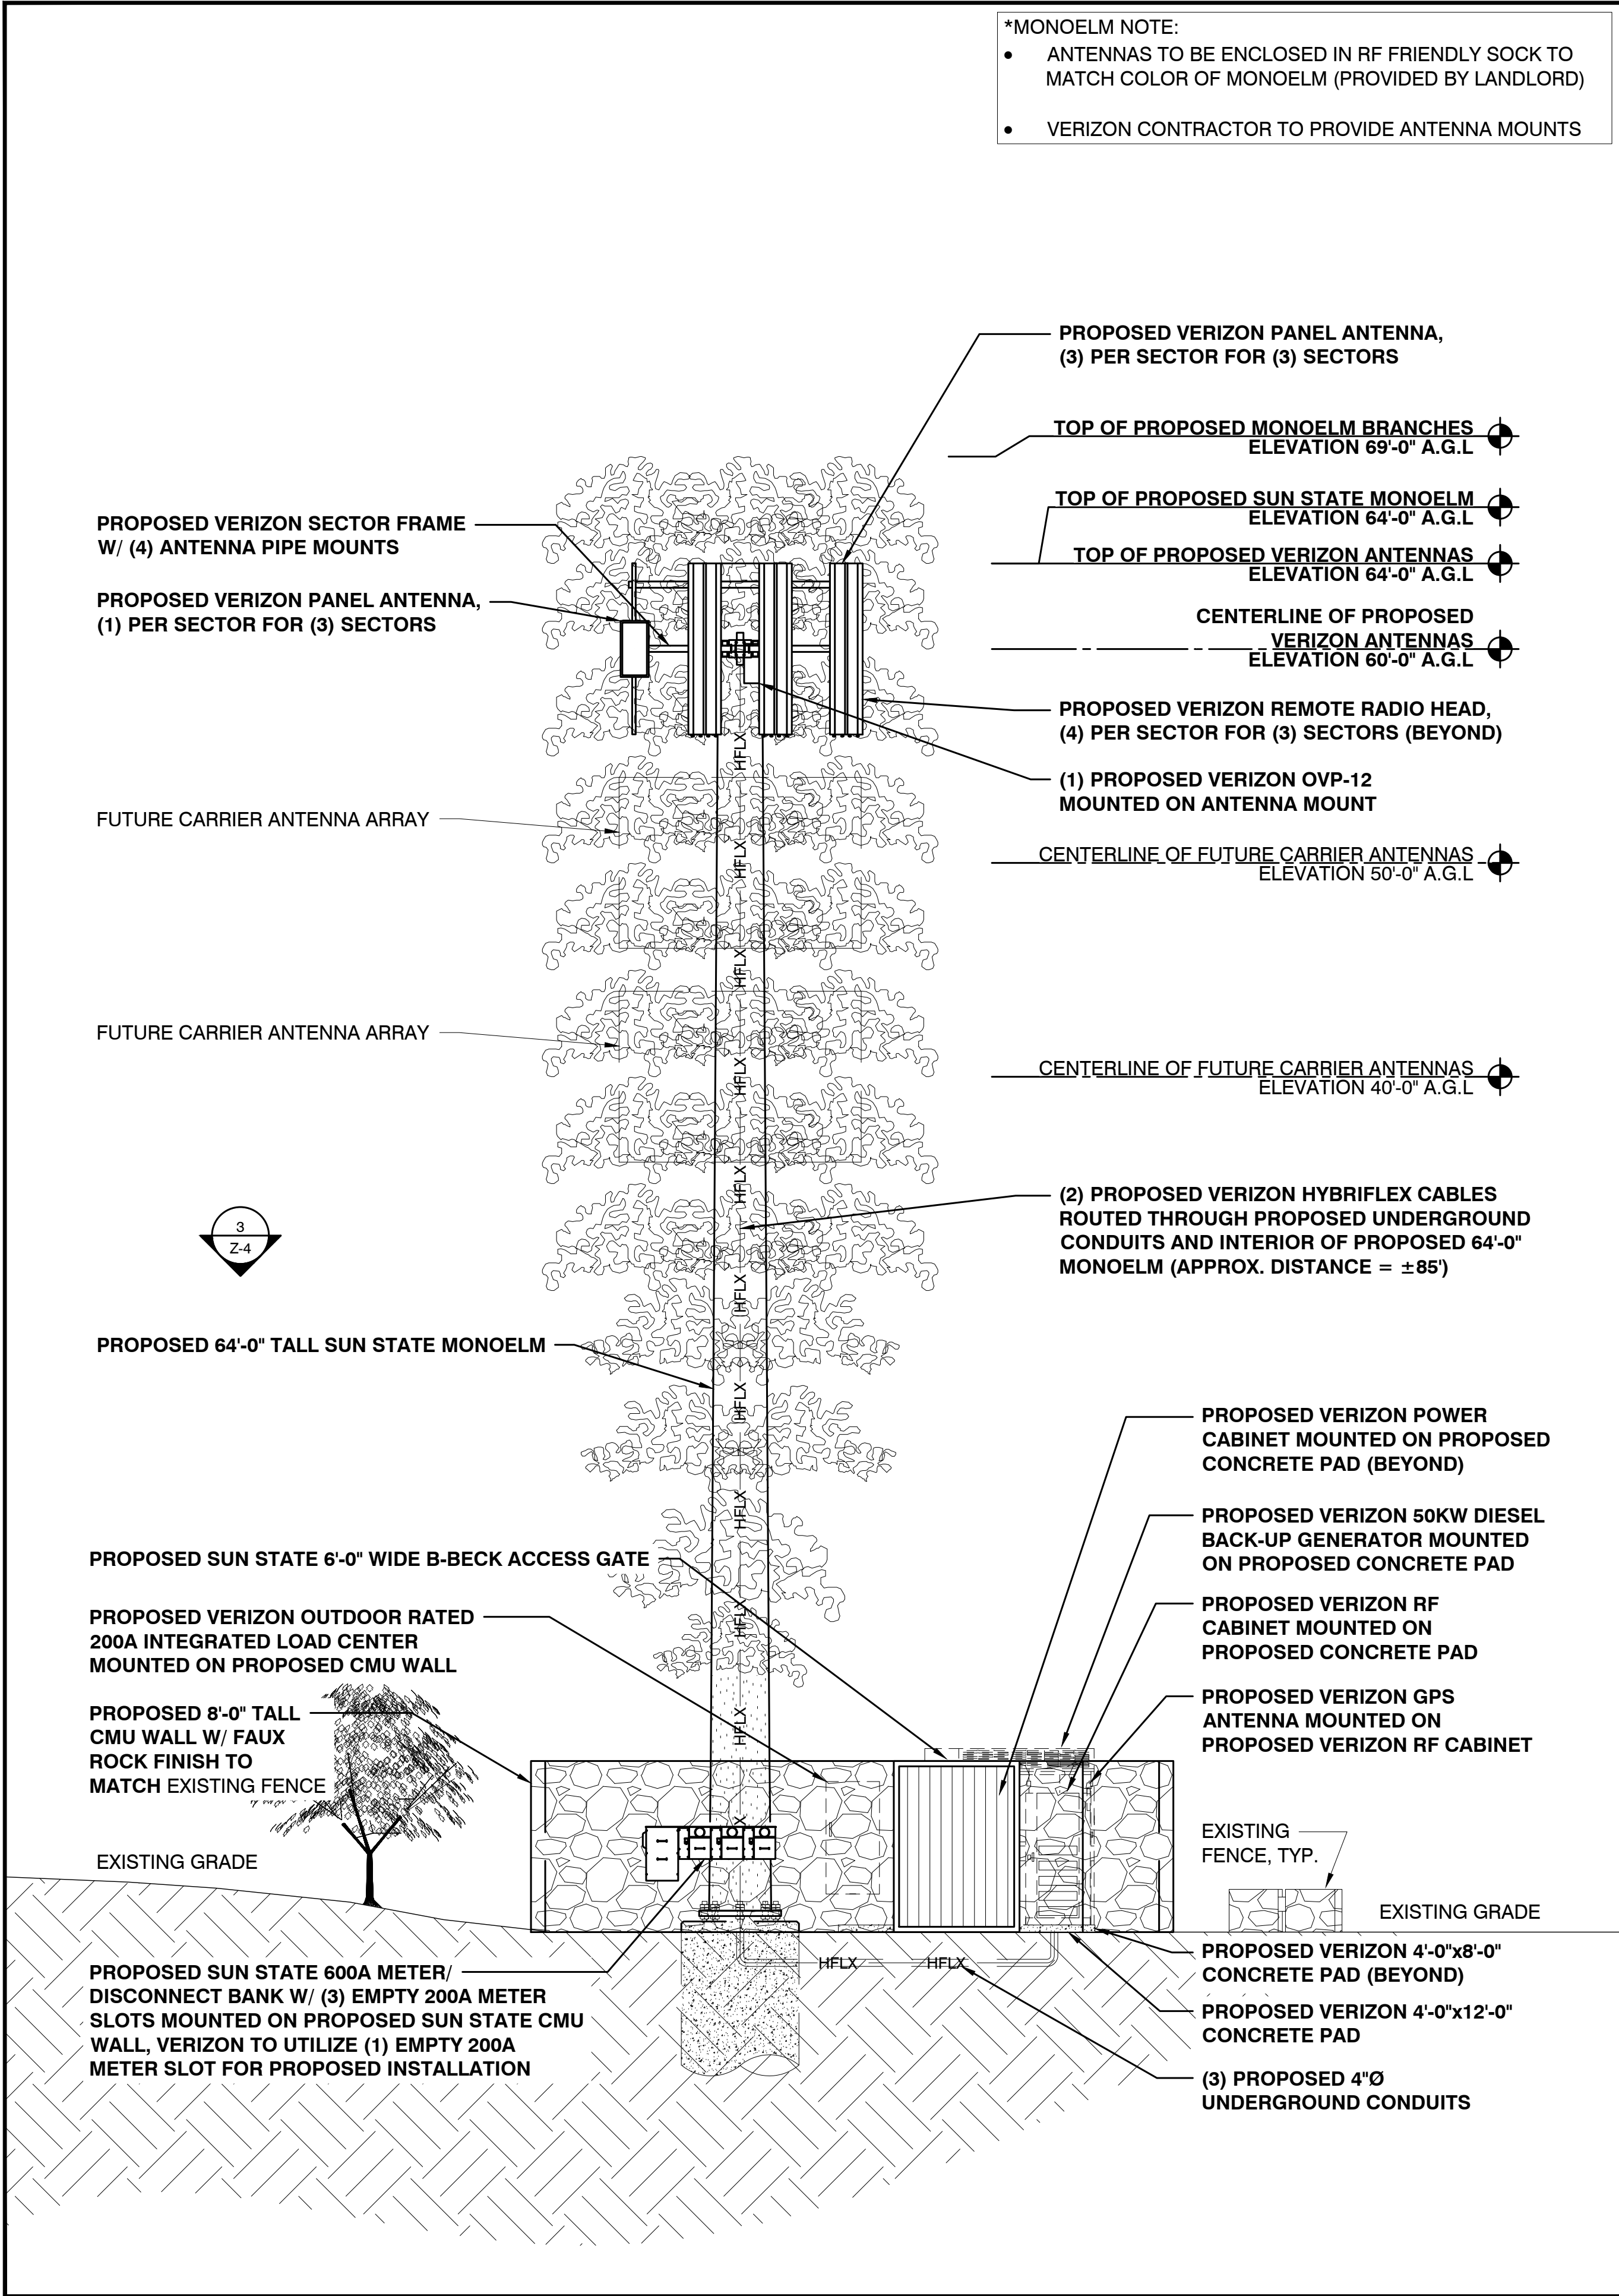 *MONOELM NOTE:
● ANTENNAS TO BE ENCLOSED IN RF FRIENDLY SOCK TO
MATCH COLOR OF MONOELM (PROVIDED BY LANDLORD)
● VERIZON CONTRACTOR TO PROVIDE ANTENNA MOUNTS
PROPOSED VERIZON PANEL ANTENNA,
(3) PER SECTOR FOR (3) SECTORS
TOP OF PROPOSED MONOELM BRANCHES
ELEVATION 69'-0" A.G.L
TOP OF PROPOSED SUN STATE MONOELM
ELEVATION 64'-0" A.G.L
TOP OF PROPOSED VERIZON ANTENNAS
ELEVATION 64'-0" A.G.L
CENTERLINE OF PROPOSED
VERIZON ANTENNAS
ELEVATION 60'-0" A.G.L
PROPOSED VERIZON REMOTE RADIO HEAD,
(4) PER SECTOR FOR (3) SECTORS (BEYOND)
(1) PROPOSED VERIZON OVP-12
MOUNTED ON ANTENNA MOUNT
CENTERLINE OF FUTURE CARRIER ANTENNAS
ELEVATION 50'-0" A.G.L
CENTERLINE OF FUTURE CARRIER ANTENNAS
ELEVATION 40'-0" A.G.L
(2) PROPOSED VERIZON HYBRIFLEX CABLES
ROUTED THROUGH PROPOSED UNDERGROUND
CONDUITS AND INTERIOR OF PROPOSED 64'-0"
MONOELM (APPROX. DISTANCE = ±85')
PROPOSED VERIZON POWER
CABINET MOUNTED ON PROPOSED
CONCRETE PAD (BEYOND)
PROPOSED VERIZON 50KW DIESEL
BACK-UP GENERATOR MOUNTED
ON PROPOSED CONCRETE PAD
PROPOSED VERIZON RF
CABINET MOUNTED ON
PROPOSED CONCRETE PAD
PROPOSED VERIZON GPS
ANTENNA MOUNTED ON
PROPOSED VERIZON RF CABINET
EXISTING
FENCE, TYP.
EXISTING GRADE
PROPOSED VERIZON 4'-0"x8'-0"
CONCRETE PAD (BEYOND)
PROPOSED VERIZON 4'-0"x12'-0"
CONCRETE PAD
(3) PROPOSED 4"Ø
UNDERGROUND CONDUITS
PROPOSED VERIZON SECTOR FRAME
W/ (4) ANTENNA PIPE MOUNTS
PROPOSED VERIZON PANEL ANTENNA,
(1) PER SECTOR FOR (3) SECTORS
FUTURE CARRIER ANTENNA ARRAY
FUTURE CARRIER ANTENNA ARRAY
3
Z-4
PROPOSED 64'-0" TALL SUN STATE MONOELM
PROPOSED SUN STATE 6'-0" WIDE B-BECK ACCESS GATE
PROPOSED VERIZON OUTDOOR RATED
200A INTEGRATED LOAD CENTER
MOUNTED ON PROPOSED CMU WALL
PROPOSED 8'-0" TALL
CMU WALL W/ FAUX
ROCK FINISH TO
MATCH EXISTING FENCE
EXISTING GRADE
PROPOSED SUN STATE 600A METER/
DISCONNECT BANK W/ (3) EMPTY 200A METER
SLOTS MOUNTED ON PROPOSED SUN STATE CMU
WALL, VERIZON TO UTILIZE (1) EMPTY 200A
METER SLOT FOR PROPOSED INSTALLATION
HFLX
HFLX
HFLX
HFLX
HFLX
HFLX
HFLX
HFLX
HFLX
HFLX
X
HFLX
HFLX